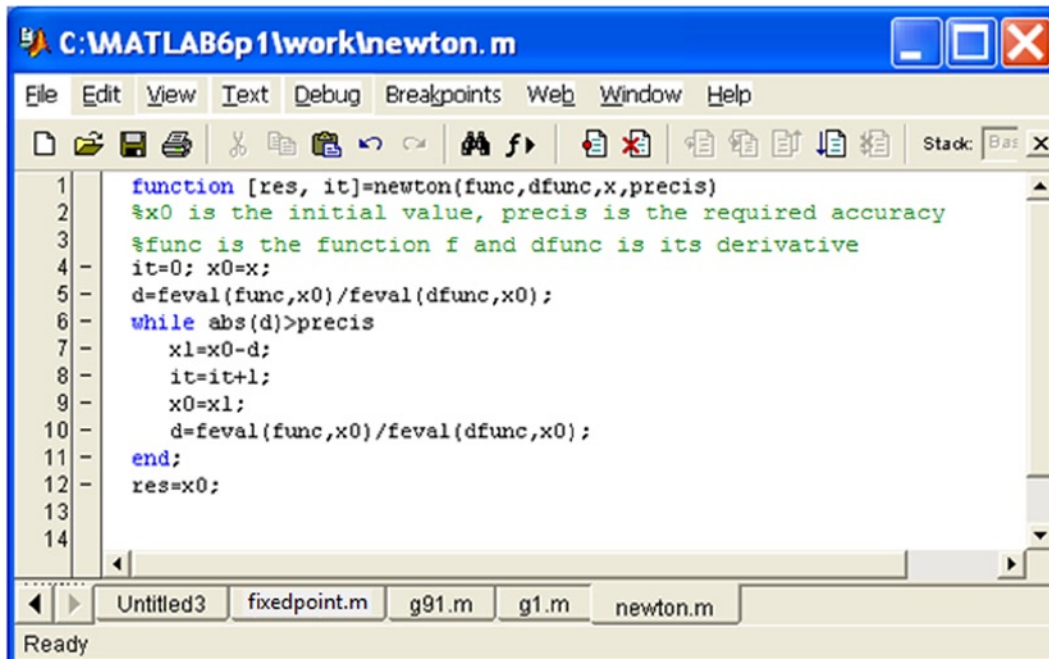 C:\MATLAB6p1\work\newton.m
File Edit View Text Debug Breakpoints Web Window Help
Stack: Bas
1 function [res, it]=newton(func,dfunc,x,precis)
2 %x0 is the initial value, precis is the required accuracy
3 %func is the function f and dfunc is its derivative
4 - it=0; x0=x;
5 - d=feval(func,x0)/feval(dfunc,x0);
6 - while abs(d)>precis
7 - x1=x0-d;
8 - it=it+1;
9 - x0=x1;
10 - d=feval(func,x0)/feval(dfunc,x0);
11 - end;
12 - res=x0;
13
14
Untitled3 fixedpoint.m g91.m g1.m newton.m
Ready